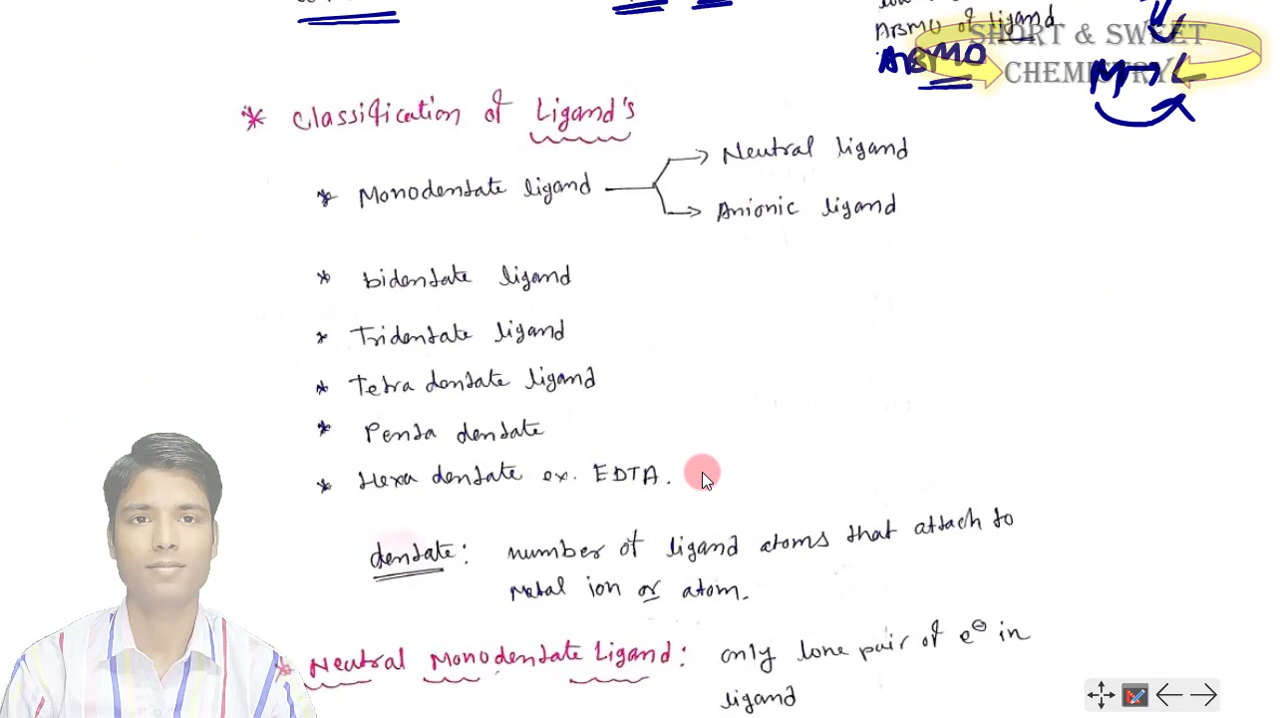 ABMO of ligand
ABMO
SHORT & SWEET
CHEMISTRY
M → L
* Classification of Ligand's
* Monodentate ligand
Neutral ligand
Anionic ligand
* bidentate ligand
* Tridentate ligand
* Tetra dentate ligand
* Penta dentate
* Hexa dentate ex. EDTA.
dentate: number of ligand atoms that attach to
Metal ion or atom.
* Neutral Monodentate Ligand: only lone pair of e⊖ in
ligand